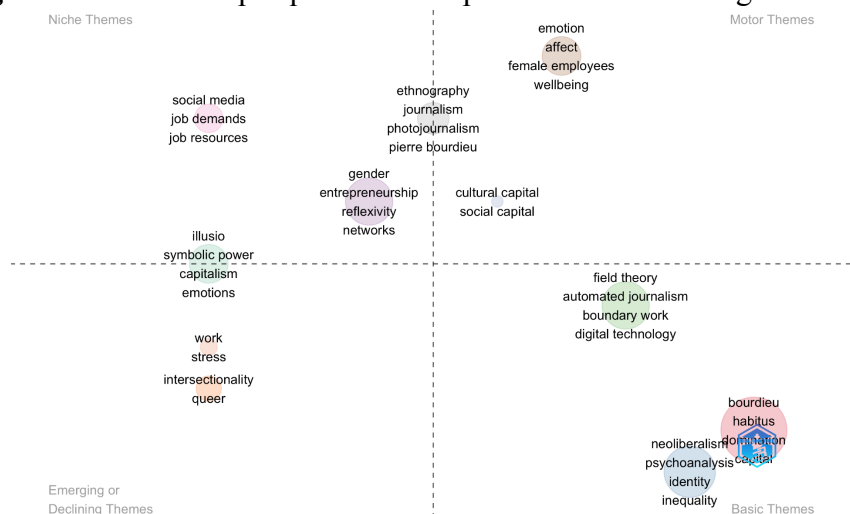 Niche Themes
Motor Themes
emotion
affect
female employees
wellbeing
social media
job demands
job resources
ethnography
journalism
photojournalism
pierre bourdieu
gender
entrepreneurship
reflexivity
networks
cultural capital
social capital
illusio
symbolic power
capitalism
emotions
field theory
automated journalism
boundary work
digital technology
work
stress
intersectionality
queer
bourdieu
habitus
domination
capital
neoliberalism
psychoanalysis
identity
inequality
Emerging or
Declining Themes
Basic Themes